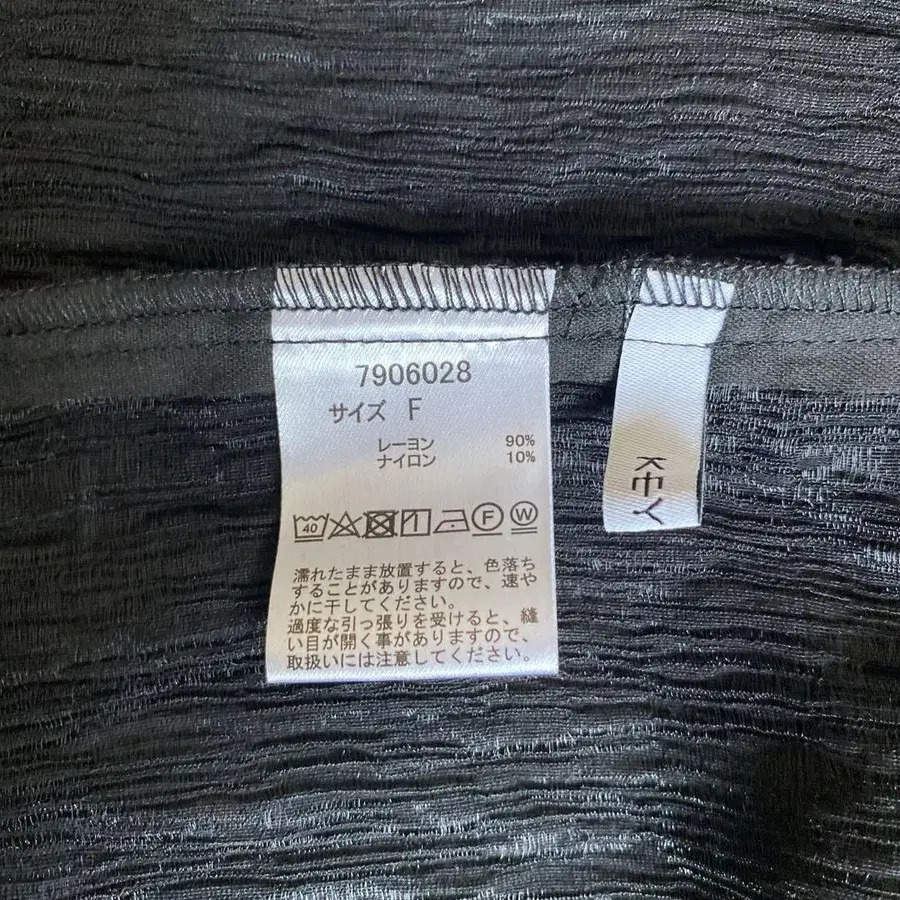 7906028
サイズ F
レーヨン 90%
ナイロン 10%
40 F W
濡れたまま放置すると、色落ち
することがありますので、速や
かに干してください。
過度な引っ張りを受けると、縫
い目が開く事がありますので、
取扱いには注意してください。